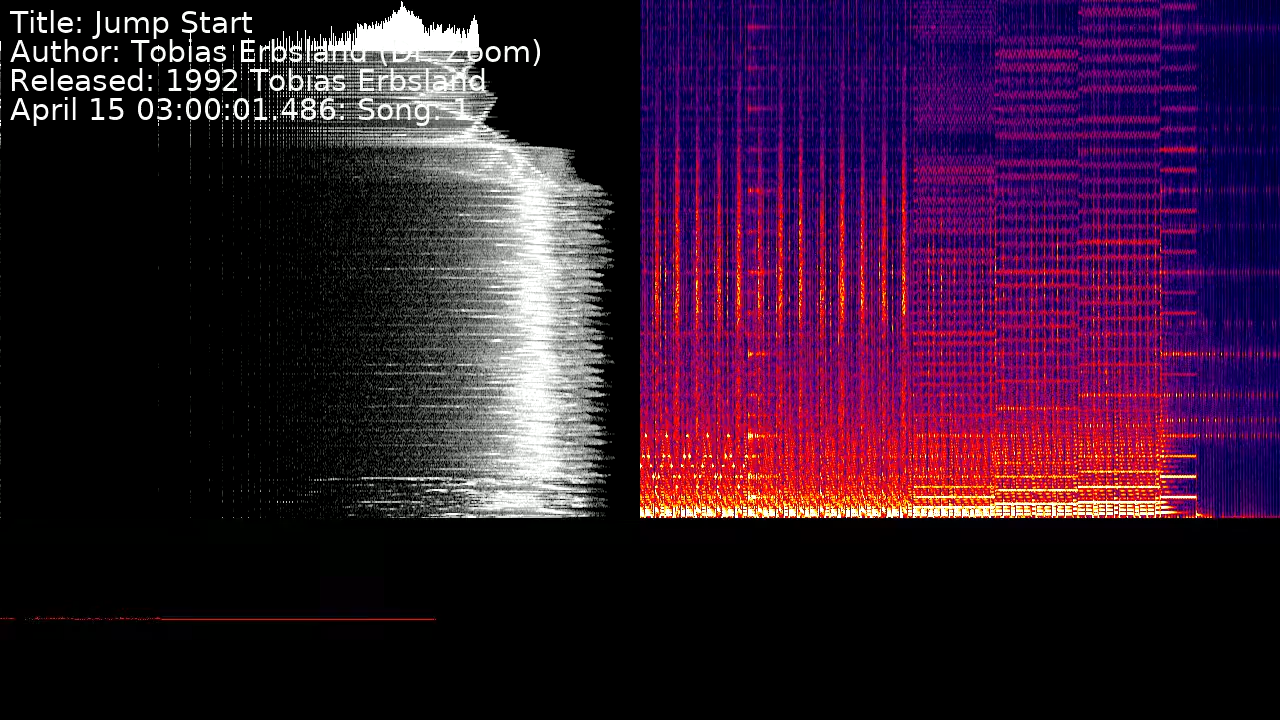 Title: Jump Start
Author: Tobias Erbsland (Dr. Zoom)
Released: 1992 Tobias Erbsland
April 15 03:00:01.486: Song: 1